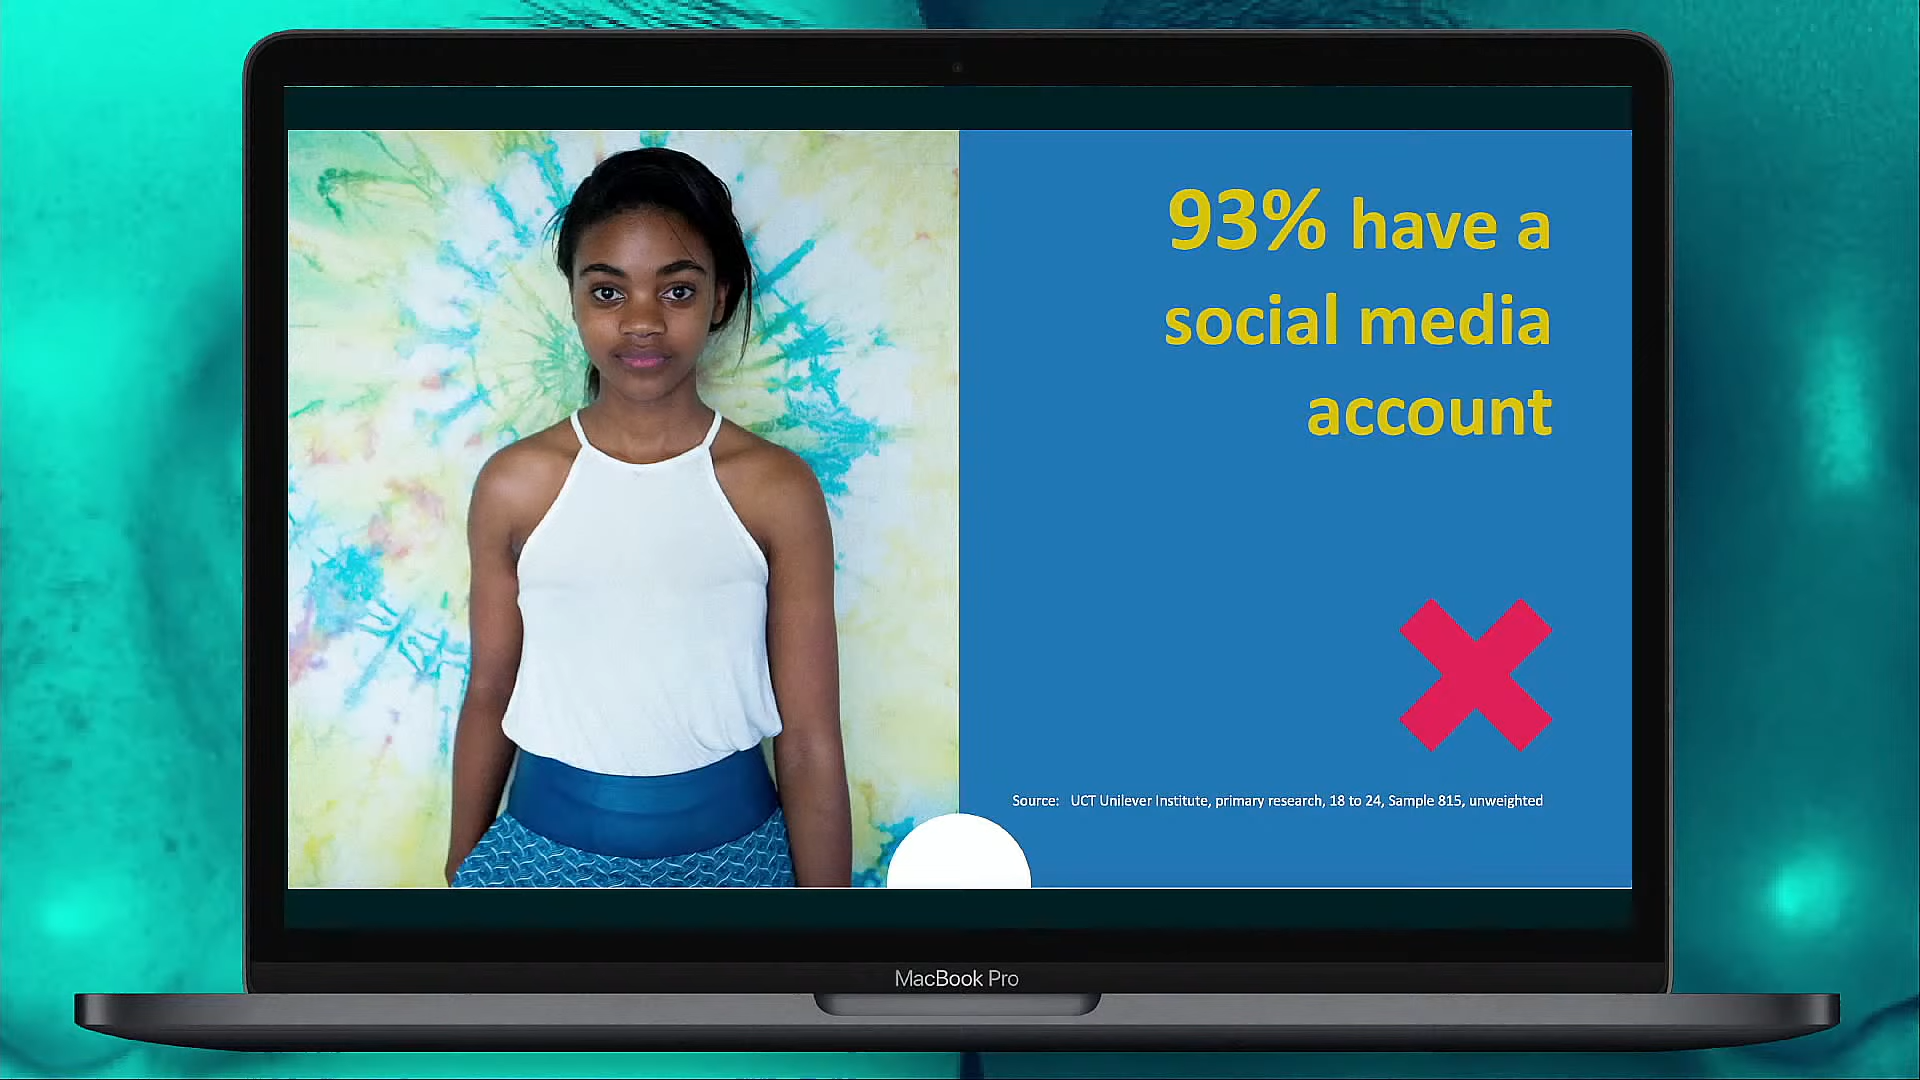 93% have a
social media
account
Source: UCT Unilever Institute, primary research, 18 to 24, Sample 815, unweighted
MacBook Pro